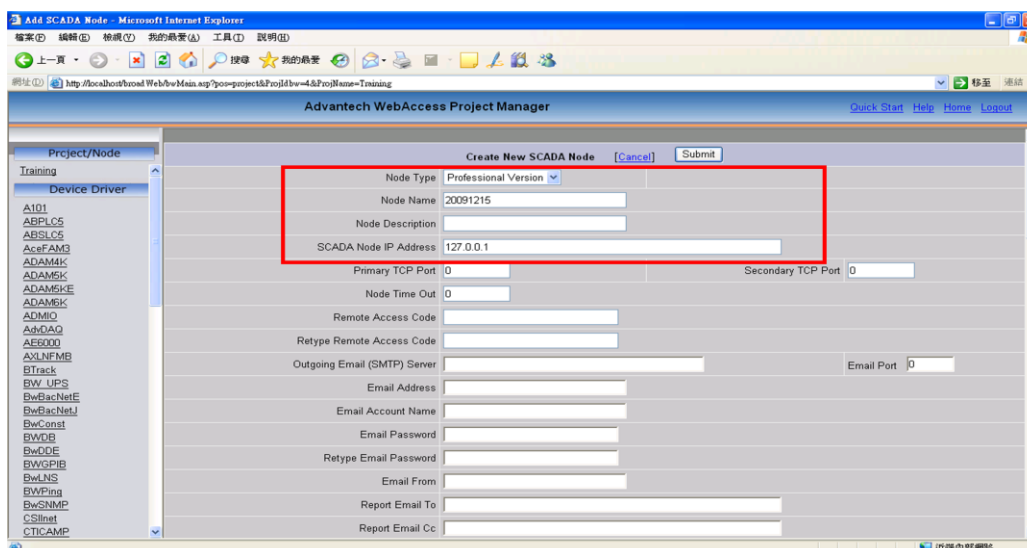 Add SCADA Node - Microsoft Internet Explorer
檔案(F) 編輯(E) 檢視(V) 我的最愛(A) 工具(T) 說明(H)
上一頁 搜尋 我的最愛
網址(D) http://localhost/broadWeb/bwMain.asp?pos=project&ProjIdbw=4&ProjName=Training 移至 連結
Advantech WebAccess Project Manager Quick Start Help Home Logout
Project/Node
Training
Device Driver
A101
ABPLC5
ABSLC5
AceFAM3
ADAM4K
ADAM5K
ADAM5KE
ADAM6K
ADMIO
AdvDAQ
AE6000
AXLNFMB
BTrack
BW_UPS
BwBacNetE
BwBacNetJ
BwConst
BWDB
BwDDE
BWGPIB
BwLNS
BWPing
BwSNMP
CSIInet
CTICAMP
Create New SCADA Node [Cancel] Submit
Node Type Professional Version
Node Name 20091215
Node Description
SCADA Node IP Address 127.0.0.1
Primary TCP Port 0 Secondary TCP Port 0
Node Time Out 0
Remote Access Code
Retype Remote Access Code
Outgoing Email (SMTP) Server Email Port 0
Email Address
Email Account Name
Email Password
Retype Email Password
Email From
Report Email To
Report Email Cc